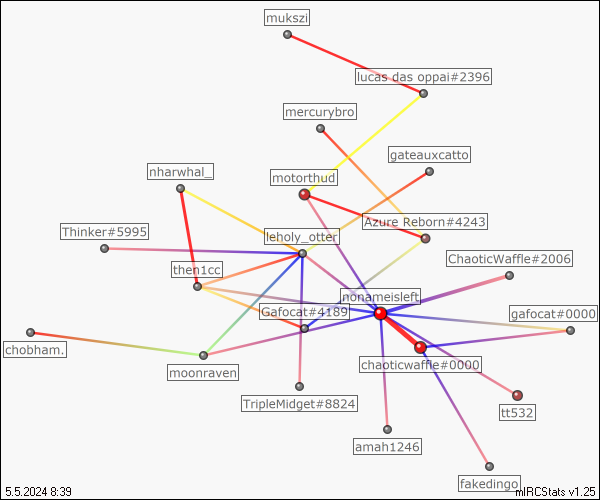 mukszi
lucas das oppai#2396
mercurybro
gateauxcatto
nharwhal_
motorthud
Azure Reborn#4243
Thinker#5995
leholy_otter
ChaoticWaffle#2006
then1cc
nonameisleft
Gafocat#4189
gafocat#0000
chobham.
chaoticwaffle#0000
moonraven
TripleMidget#8824
tt532
amah1246
fakedingo
5.5.2024 8:39
mIRCStats v1.25